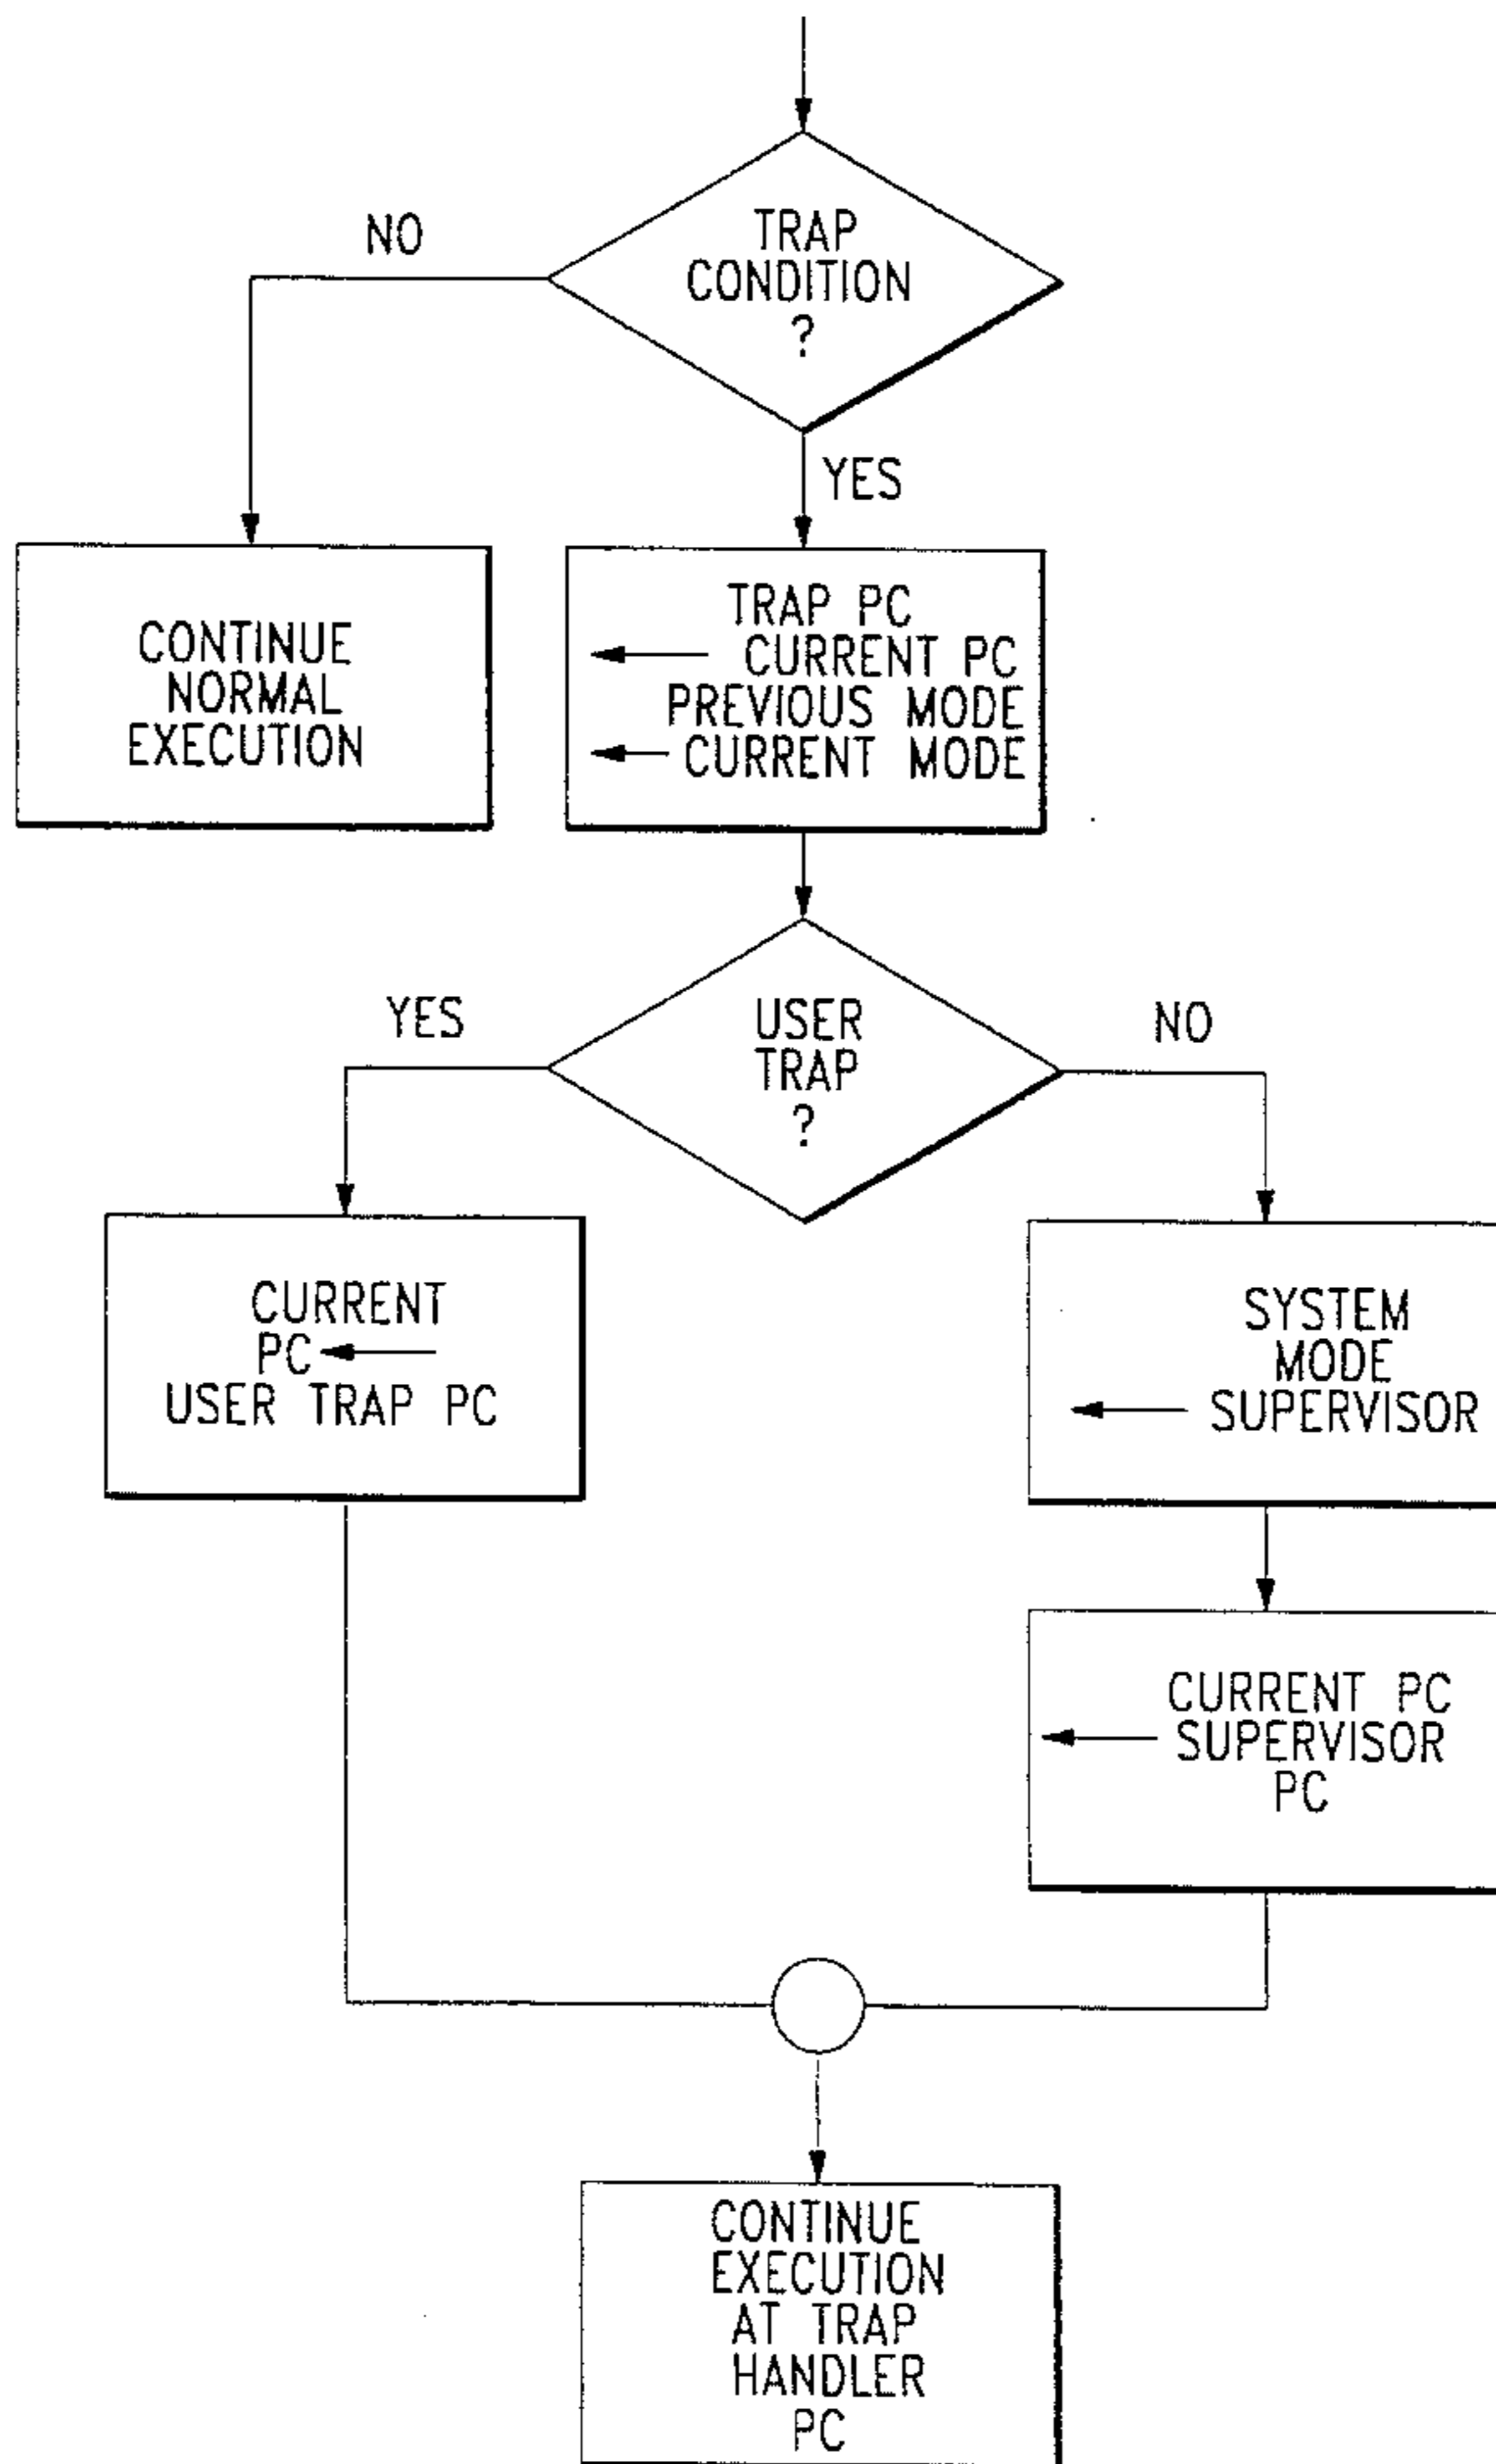 TRAP
CONDITION
?
NO
YES
CONTINUE
NORMAL
EXECUTION
TRAP PC
← CURRENT PC
PREVIOUS MODE
← CURRENT MODE
USER
TRAP
?
YES
NO
CURRENT
PC ←
USER TRAP PC
SYSTEM
MODE
← SUPERVISOR
CURRENT PC
← SUPERVISOR
PC
CONTINUE
EXECUTION
AT TRAP
HANDLER
PC